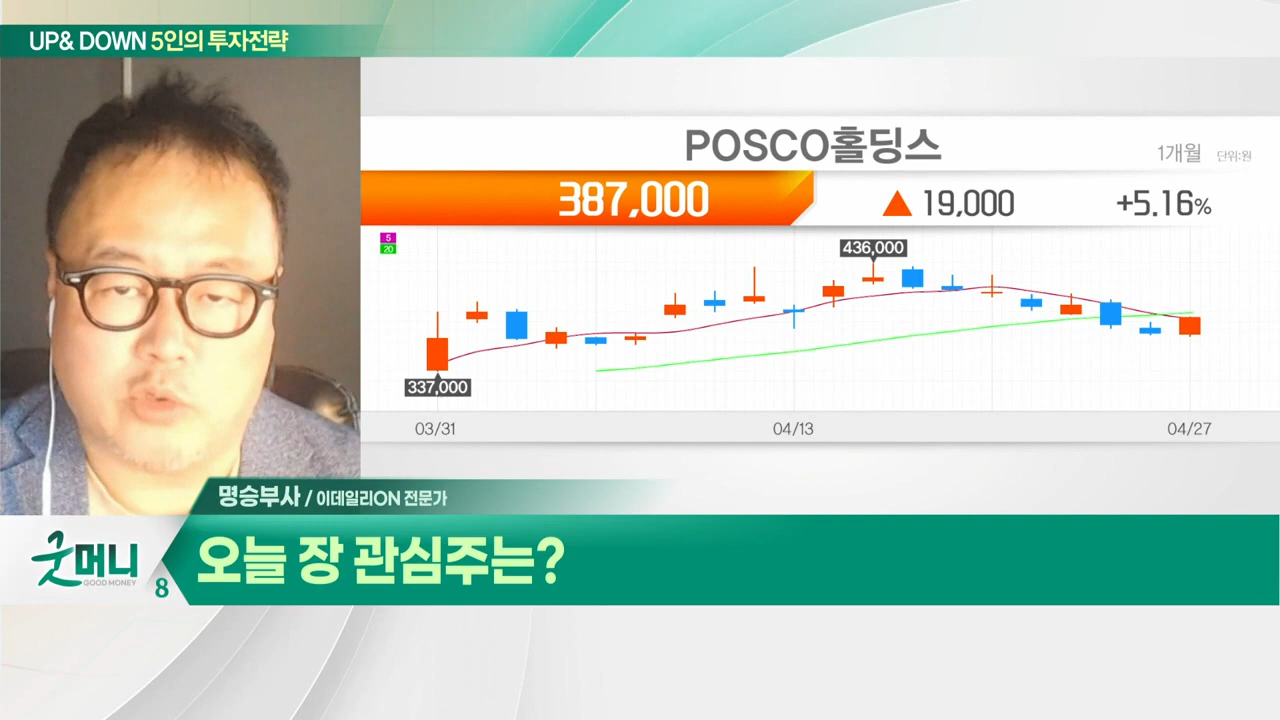 UP& DOWN 5인의 투자전략
POSCO홀딩스
1개월 단위:원
387,000 ▲ 19,000 +5.16%
5
20
436,000
337,000
03/31 04/13 04/27
명승부사 / 이데일리ON 전문가
굿머니
GOOD MONEY
8
오늘 장 관심주는?